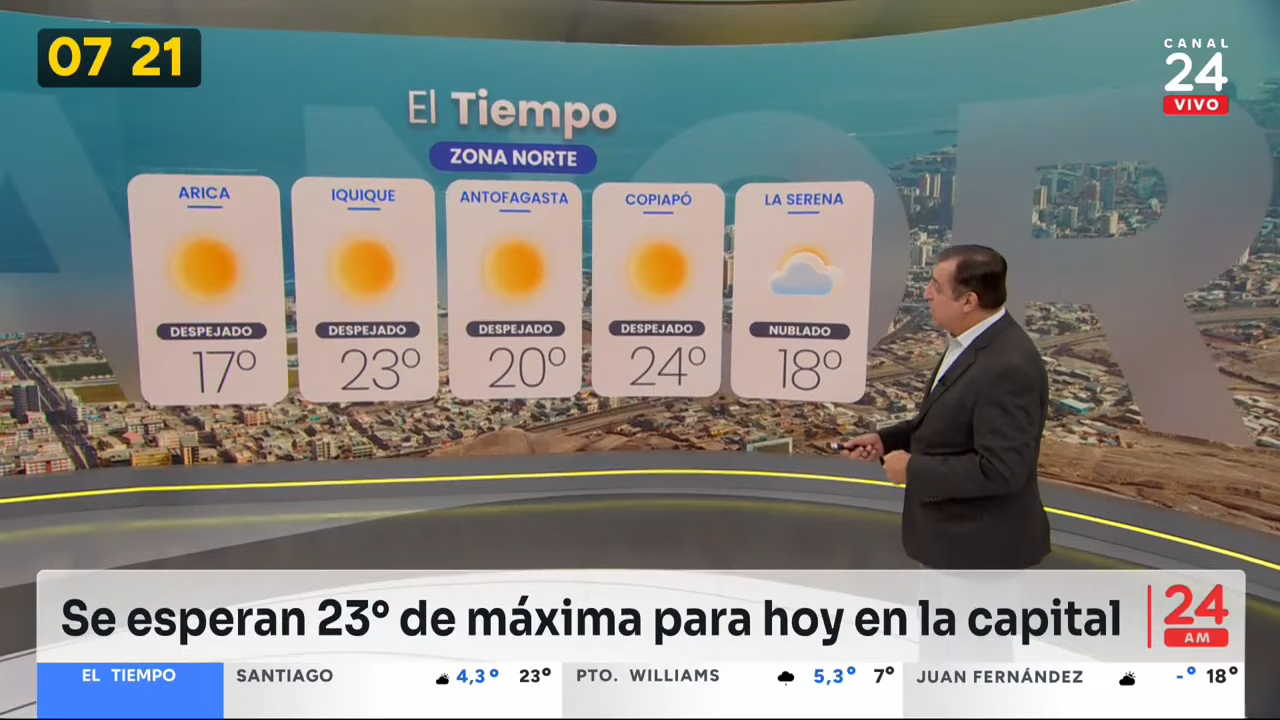 07 21
CANAL
24
VIVO
El Tiempo
ZONA NORTE
ARICA
DESPEJADO
17°
IQUIQUE
DESPEJADO
23°
ANTOFAGASTA
DESPEJADO
20°
COPIAPÓ
DESPEJADO
24°
LA SERENA
NUBLADO
18°
Se esperan 23° de máxima para hoy en la capital
24
AM
EL TIEMPO
SANTIAGO 4,3° 23°
PTO. WILLIAMS 5,3° 7°
JUAN FERNÁNDEZ -° 18°